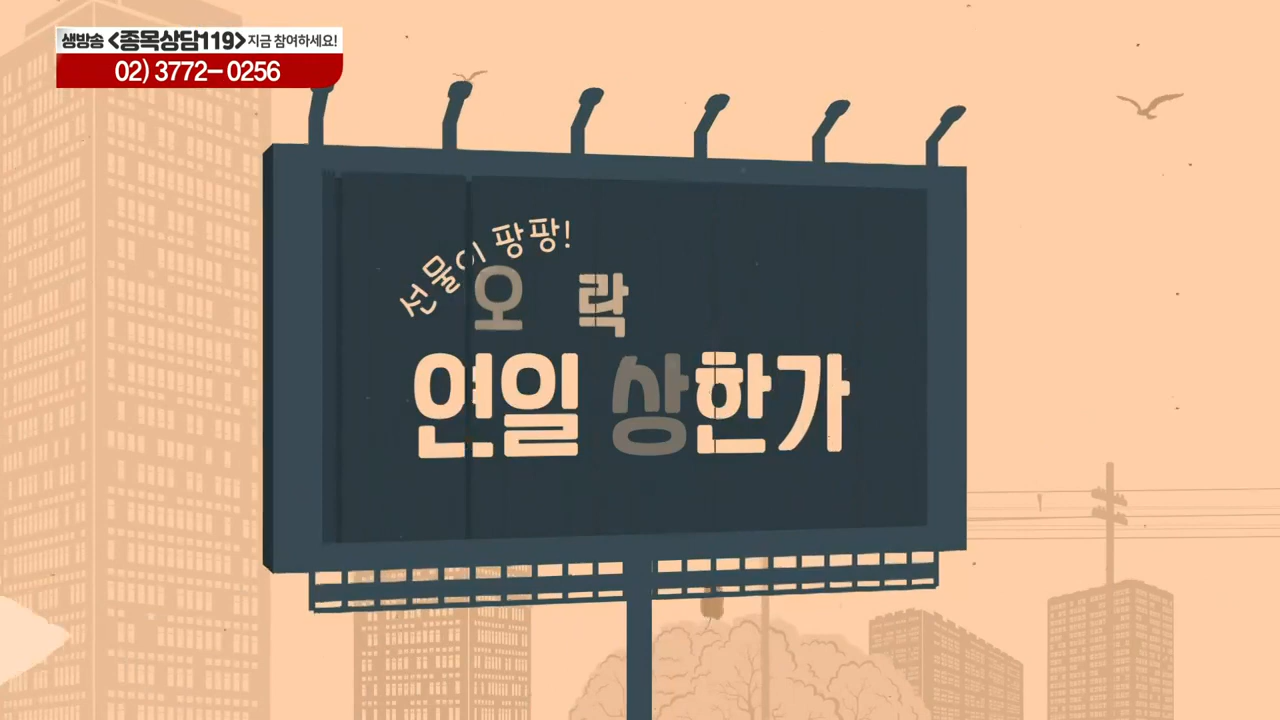 생방송 <종목상담119> 지금 참여하세요!
02) 3772-0256
선물이 팡팡!
오 락
연일 상한가